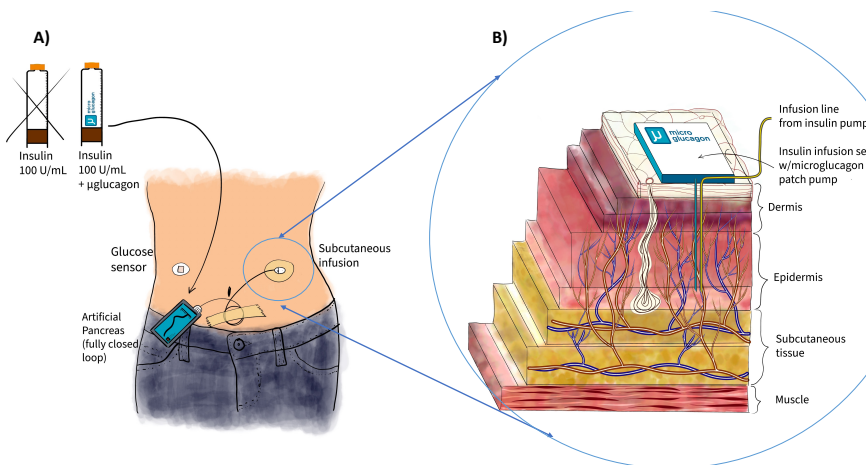 A)
Insulin
100 U/mL
micro
glucagon
Insulin
100 U/mL
+ μglucagon
Glucose
sensor
Subcutaneous
infusion
Artificial
Pancreas
(fully closed
loop)
B)
μ
micro
glucagon
Infusion line
from insulin pump
Insulin infusion se
w/microglucagon
patch pump
Dermis
Epidermis
Subcutaneous
tissue
Muscle